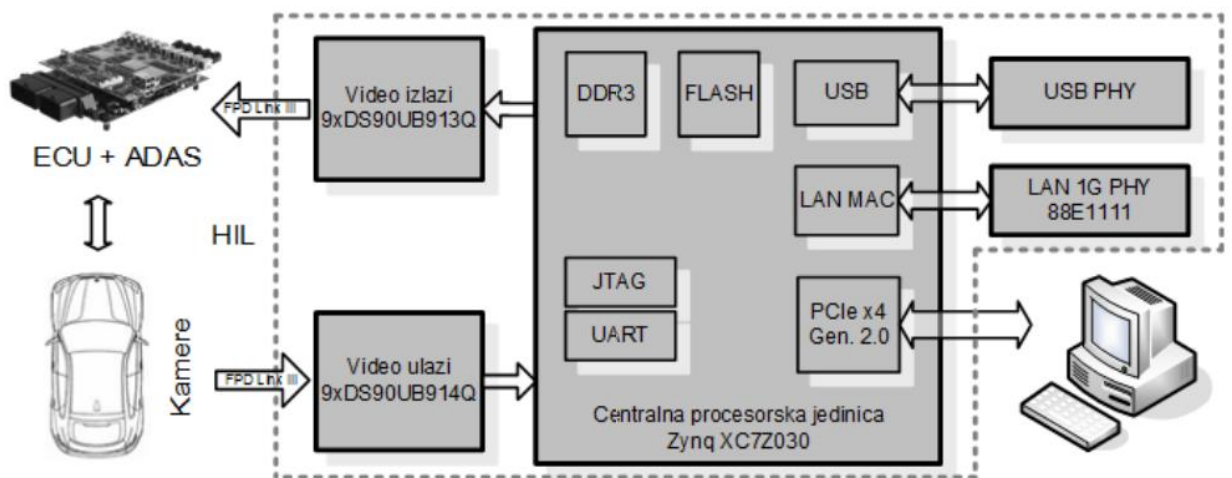 Video izlazi
9xDS90UB913Q
FPD Link III
ECU + ADAS
HIL
DDR3
FLASH
USB
USB PHY
LAN MAC
LAN 1G PHY
88E1111
JTAG
UART
PCIe x4
Gen. 2.0
Kamere
FPD Link III
Video ulazi
9xDS90UB914Q
Centralna procesorska jedinica
Zynq XC7Z030